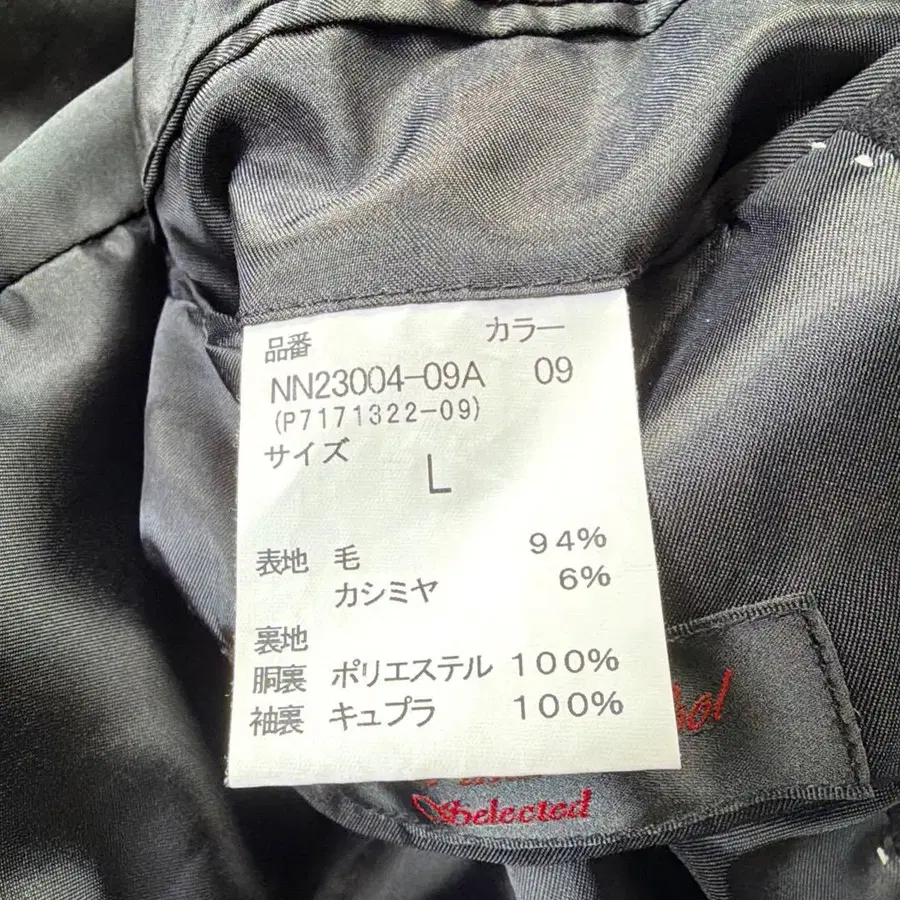 品番 カラー
NN23004-09A 09
(P7171322-09)
サイズ
L
表地 毛 94%
カシミヤ 6%
裏地
胴裏 ポリエステル 100%
袖裏 キュプラ 100%
Selected